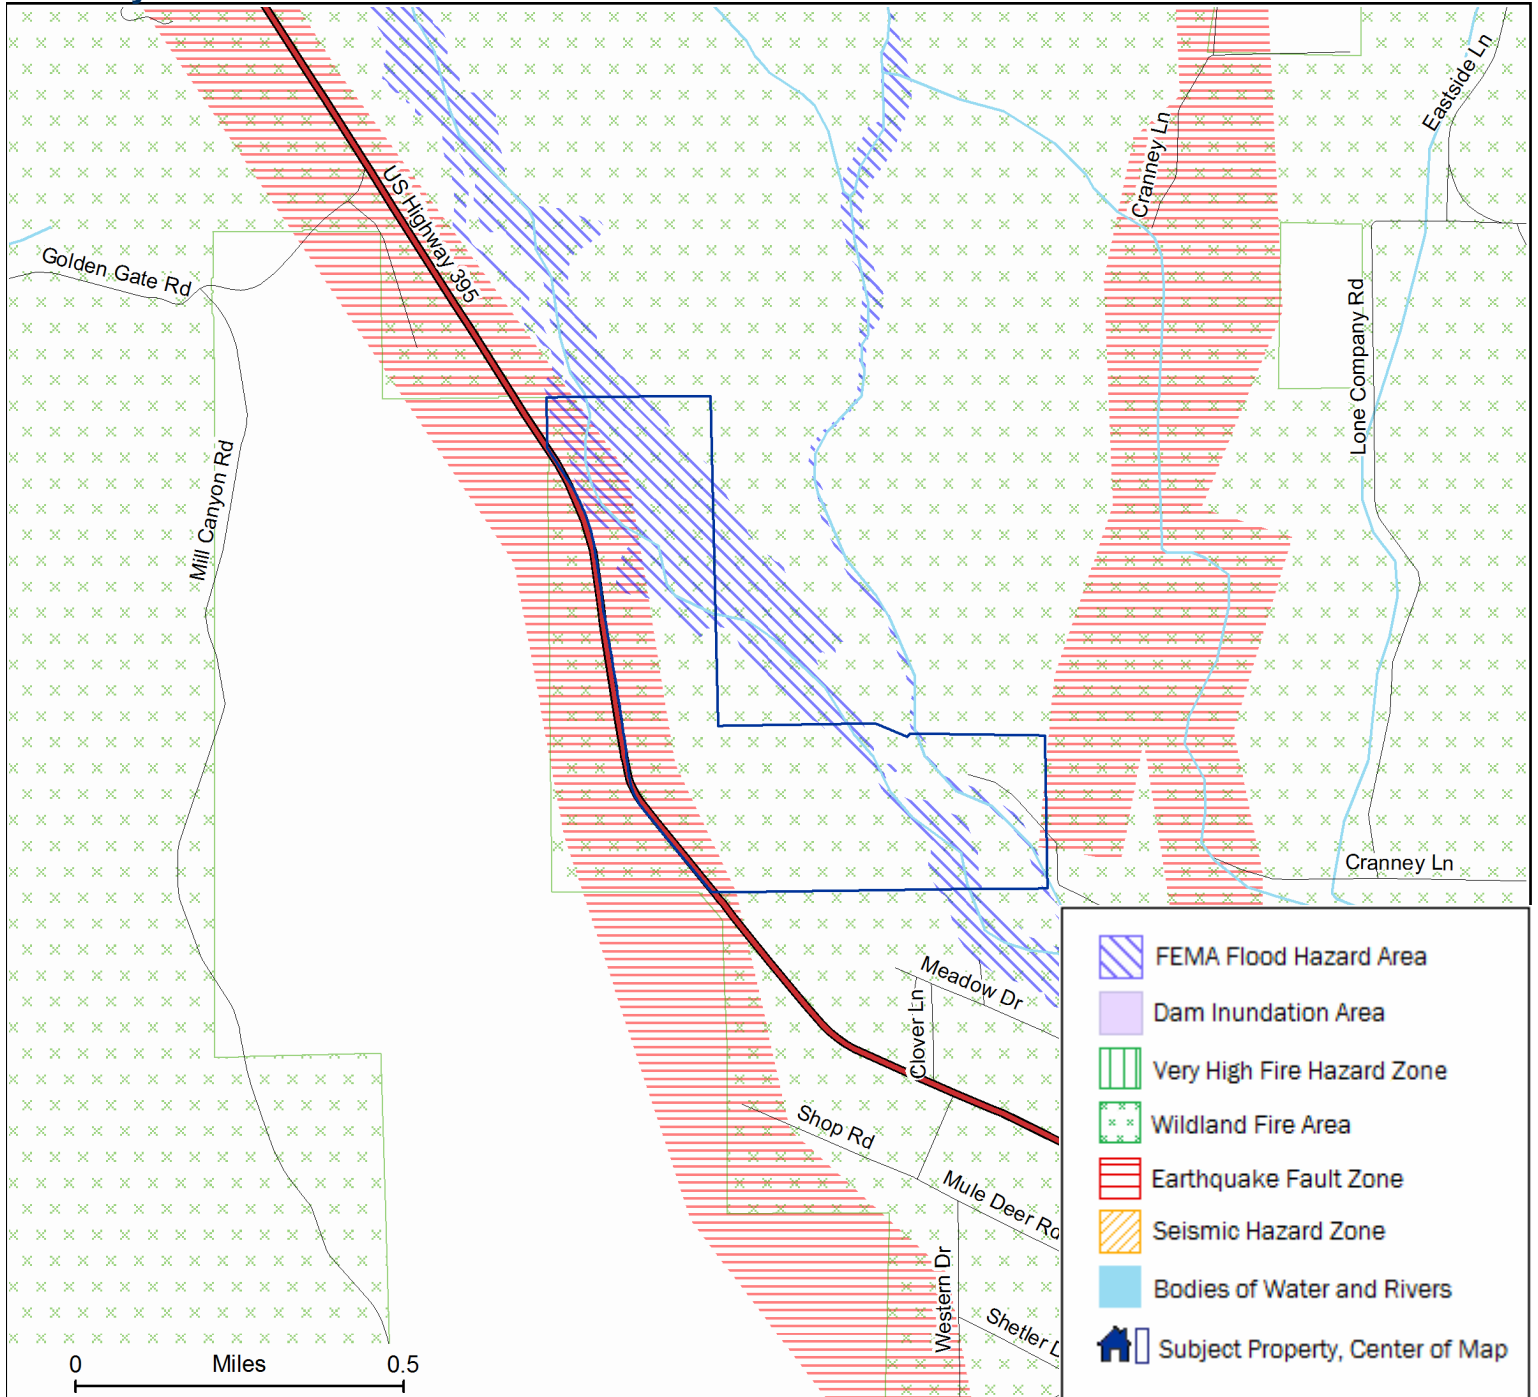 Eastside Ln
Cranney Ln
US Highway 395
Golden Gate Rd
Lone Company Rd
Mill Canyon Rd
Cranney Ln
Meadow Dr
Clover Ln
Shop Rd
Mule Deer Rd
Western Dr
Shetler L
FEMA Flood Hazard Area
Dam Inundation Area
Very High Fire Hazard Zone
Wildland Fire Area
Earthquake Fault Zone
Seismic Hazard Zone
Bodies of Water and Rivers
Subject Property, Center of Map
0 Miles 0.5